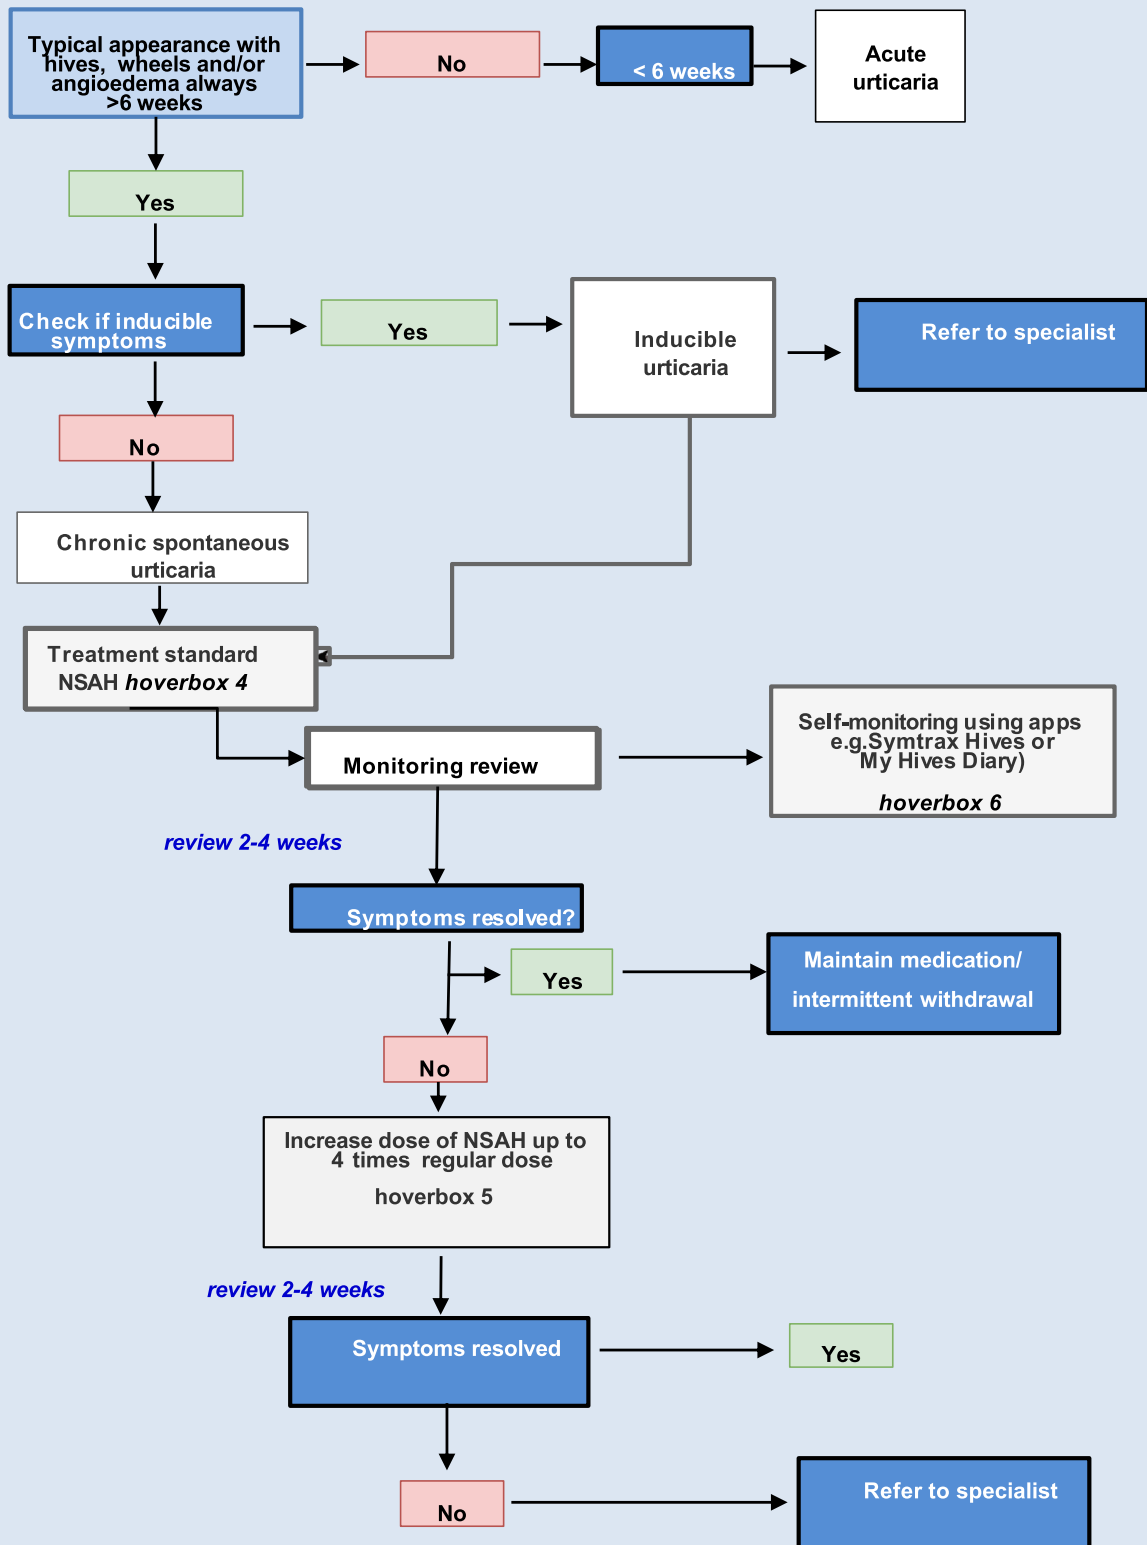 Typical appearance with
hives, wheels and/or
angioedema always
>6 weeks
No
< 6 weeks
Acute
urticaria
Yes
Check if inducible
symptoms
Yes
Inducible
urticaria
Refer to specialist
No
Chronic spontaneous
urticaria
Treatment standard
NSAH hoverbox 4
Monitoring review
Self-monitoring using apps
e.g.Symtrax Hives or
My Hives Diary)
hoverbox 6
review 2-4 weeks
Symptoms resolved?
Yes
Maintain medication/
intermittent withdrawal
No
Increase dose of NSAH up to
4 times regular dose
hoverbox 5
review 2-4 weeks
Symptoms resolved
Yes
No
Refer to specialist